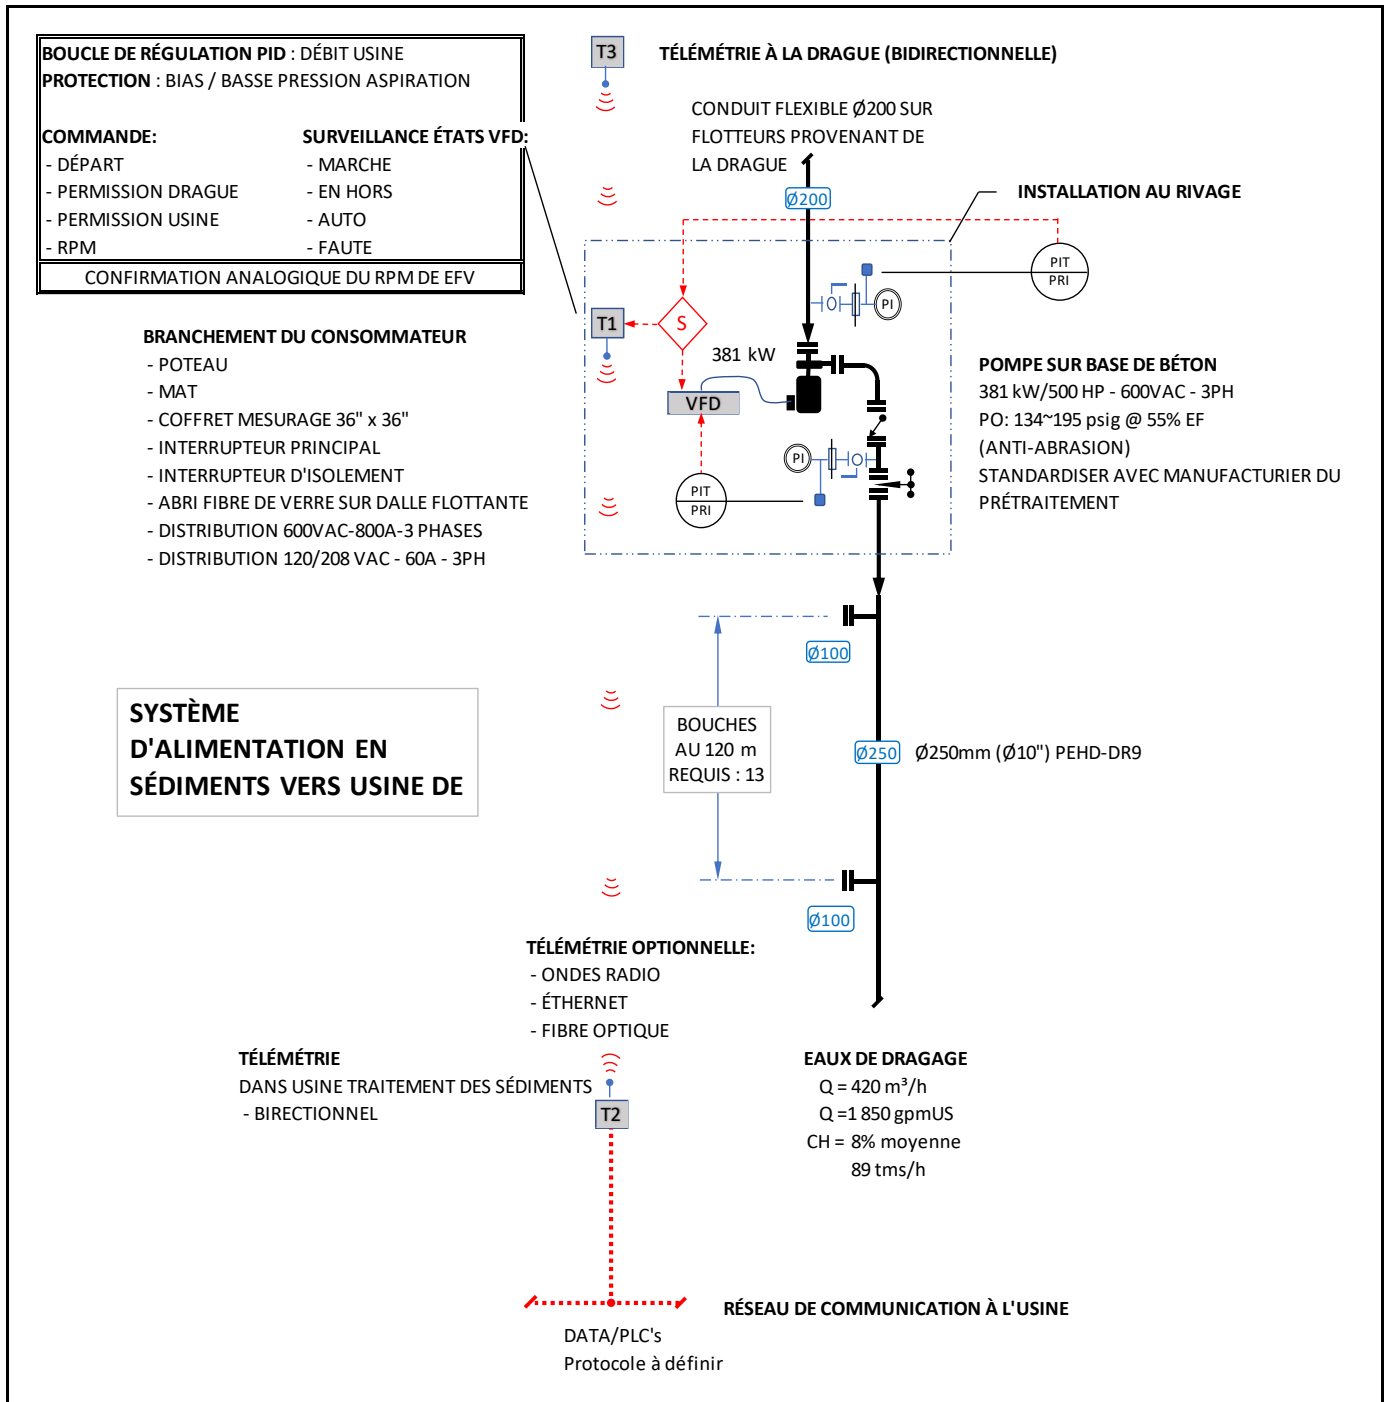 BOUCLE DE RÉGULATION PID : DÉBIT USINE
PROTECTION : BIAS / BASSE PRESSION ASPIRATION
COMMANDE:
- DÉPART
- PERMISSION DRAGUE
- PERMISSION USINE
- RPM
SURVEILLANCE ÉTATS VFD:
- MARCHE
- EN HORS
- AUTO
- FAUTE
CONFIRMATION ANALOGIQUE DU RPM DE EFV
T3
TÉLÉMÉTRIE À LA DRAGUE (BIDIRECTIONNELLE)
CONDUIT FLEXIBLE Ø200 SUR
FLOTTEURS PROVENANT DE
LA DRAGUE
Ø200
INSTALLATION AU RIVAGE
PIT
PRI
PI
T1
S
381 kW
VFD
BRANCHEMENT DU CONSOMMATEUR
- POTEAU
- MAT
- COFFRET MESURAGE 36" x 36"
- INTERRUPTEUR PRINCIPAL
- INTERRUPTEUR D'ISOLEMENT
- ABRI FIBRE DE VERRE SUR DALLE FLOTTANTE
- DISTRIBUTION 600VAC-800A-3 PHASES
- DISTRIBUTION 120/208 VAC - 60A - 3PH
POMPE SUR BASE DE BÉTON
381 kW/500 HP - 600VAC - 3PH
PO: 134~195 psig @ 55% EF
(ANTI-ABRASION)
STANDARDISER AVEC MANUFACTURIER DU
PRÉTRAITEMENT
PI
PIT
PRI
Ø100
SYSTÈME
D'ALIMENTATION EN
SÉDIMENTS VERS USINE DE
BOUCHES
AU 120 m
REQUIS : 13
Ø250
Ø250mm (Ø10") PEHD-DR9
Ø100
TÉLÉMÉTRIE OPTIONNELLE:
- ONDES RADIO
- ÉTHERNET
- FIBRE OPTIQUE
TÉLÉMÉTRIE
DANS USINE TRAITEMENT DES SÉDIMENTS
- BIRECTIONNEL
T2
EAUX DE DRAGAGE
Q = 420 m³/h
Q =1 850 gpmUS
CH = 8% moyenne
89 tms/h
RÉSEAU DE COMMUNICATION À L'USINE
DATA/PLC's
Protocole à définir